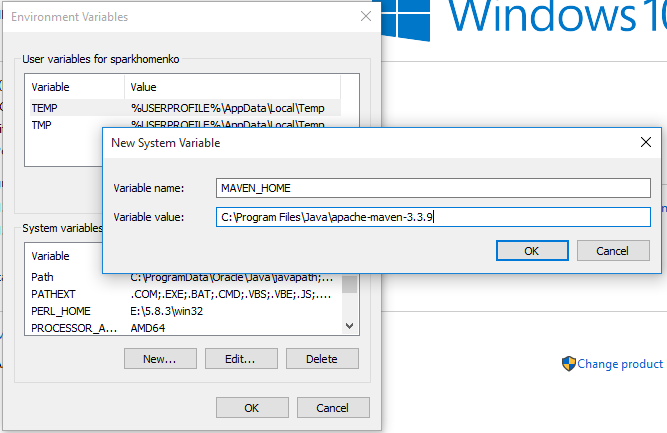 Environment Variables
Windows 10
User variables for sparkhomenko
Variable Value
TEMP %USERPROFILE%\AppData\Local\Temp
TMP %USERPROFILE%\AppData\Local\Temp
New System Variable
Variable name: MAVEN_HOME
Variable value: C:\Program Files\Java\apache-maven-3.3.9
OK Cancel
System variables
Variable
Path C:\ProgramData\Oracle\Java\javapath;...
PATHEXT .COM;.EXE;.BAT;.CMD;.VBS;.VBE;.JS;....
PERL_HOME E:\5.8.3\win32
PROCESSOR_A... AMD64
New... Edit... Delete
Change product
OK Cancel